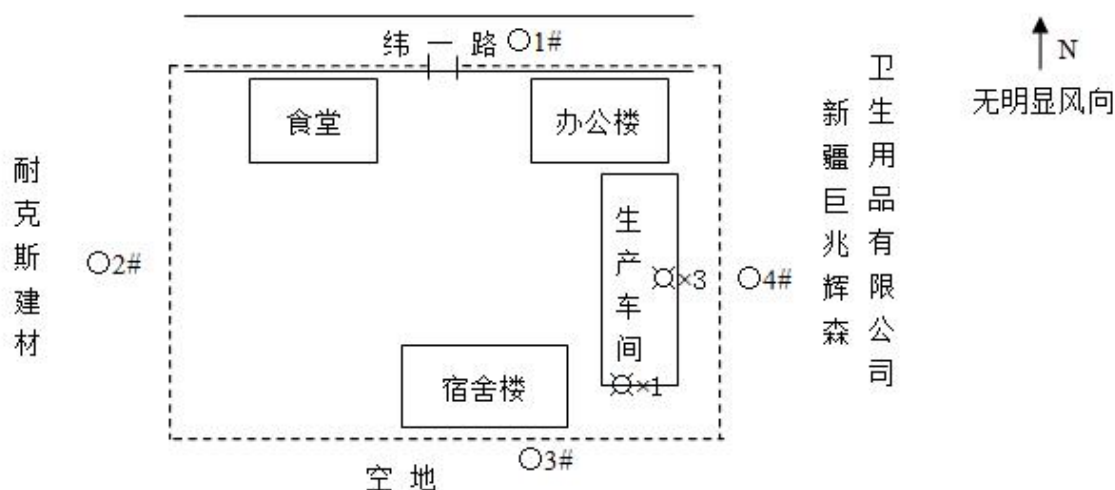 纬一路 ○1#
N
无明显风向
食堂
办公楼
卫生用品有限公司
新疆巨兆辉森
耐克斯建材
○2#
生产车间
×3
○4#
宿舍楼
×1
○3#
空地